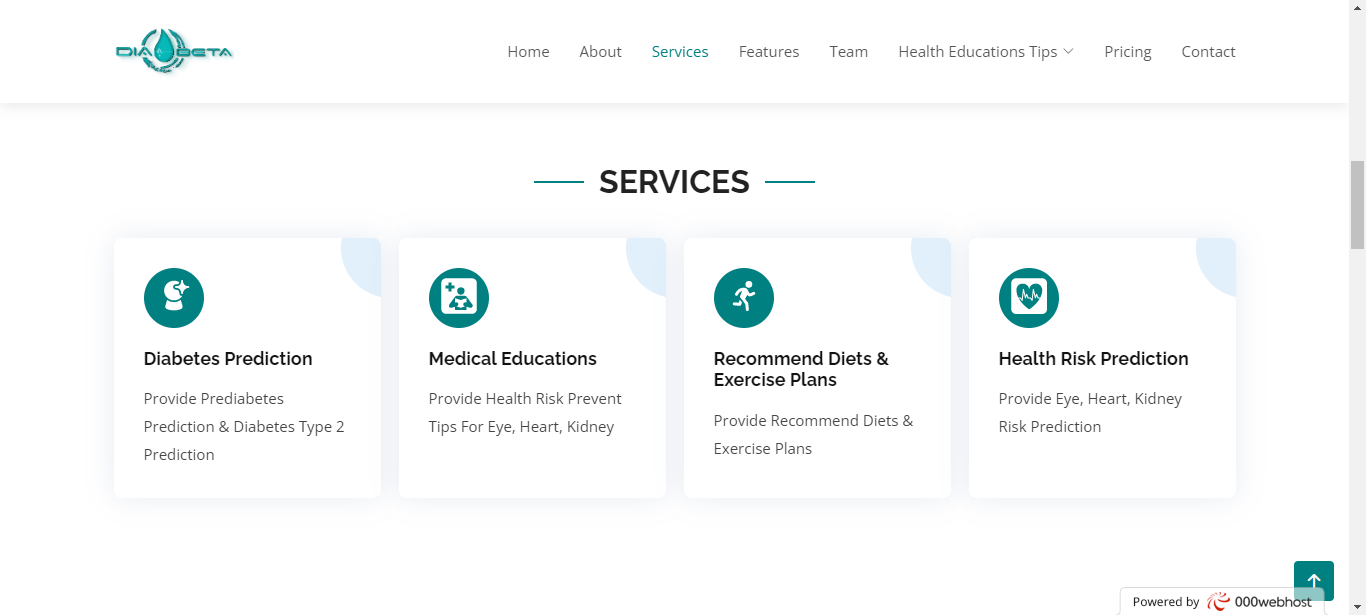 DIABETA
Home
About
Services
Features
Team
Health Educations Tips
Pricing
Contact
SERVICES
Diabetes Prediction
Provide Prediabetes
Prediction & Diabetes Type 2
Prediction
Medical Educations
Provide Health Risk Prevent
Tips For Eye, Heart, Kidney
Recommend Diets &
Exercise Plans
Provide Recommend Diets &
Exercise Plans
Health Risk Prediction
Provide Eye, Heart, Kidney
Risk Prediction
Powered by 000webhost